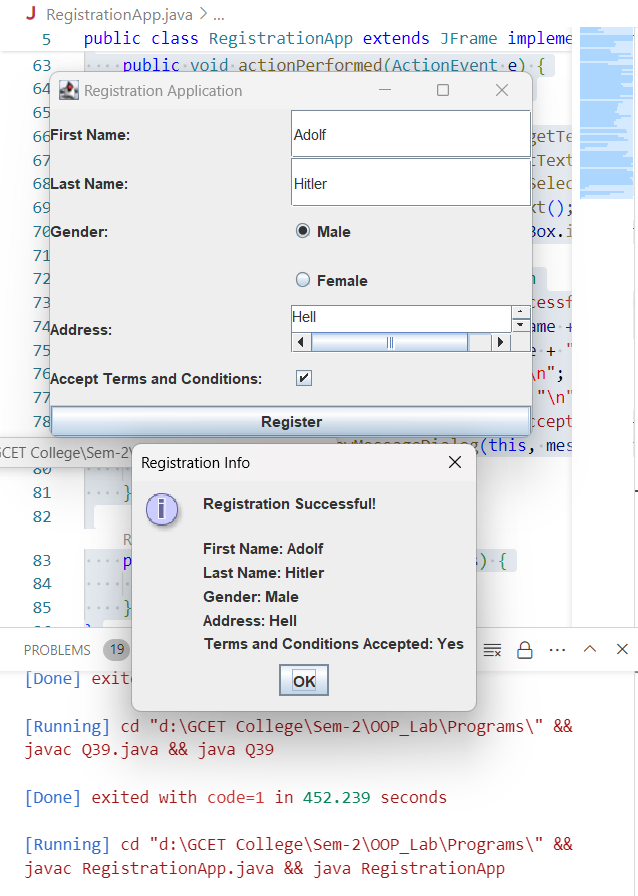 J RegistrationApp.java > ...
5 public class RegistrationApp extends JFrame impleme
63 public void actionPerformed(ActionEvent e) {
Registration Application
64
65
66 First Name: Adolf getTe
67 tText
68 Last Name: Hitler Selec
69 xt();
70 Gender: Male Box.i
71
72 Female
73 Hell cessf
74 Address: ame +
75 e + "
76 \n";
77 Accept Terms and Conditions: "\n"
78 Register ccept
GCET College\Sem-2\ wMessageDialog(this, mes
80
Registration Info
81 }
82
83 p ) {
84
85 }
Registration Successful!
First Name: Adolf
Last Name: Hitler
Gender: Male
Address: Hell
Terms and Conditions Accepted: Yes
OK
PROBLEMS 19 ...
[Done] exite
[Running] cd "d:\GCET College\Sem-2\OOP_Lab\Programs\" &&
javac Q39.java && java Q39
[Done] exited with code=1 in 452.239 seconds
[Running] cd "d:\GCET College\Sem-2\OOP_Lab\Programs\" &&
javac RegistrationApp.java && java RegistrationApp